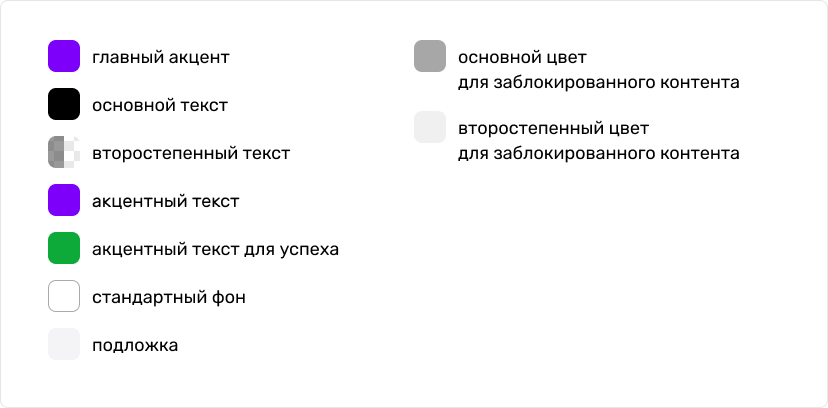 главный акцент
основной текст
второстепенный текст
акцентный текст
акцентный текст для успеха
стандартный фон
подложка
основной цвет
для заблокированного контента
второстепенный цвет
для заблокированного контента